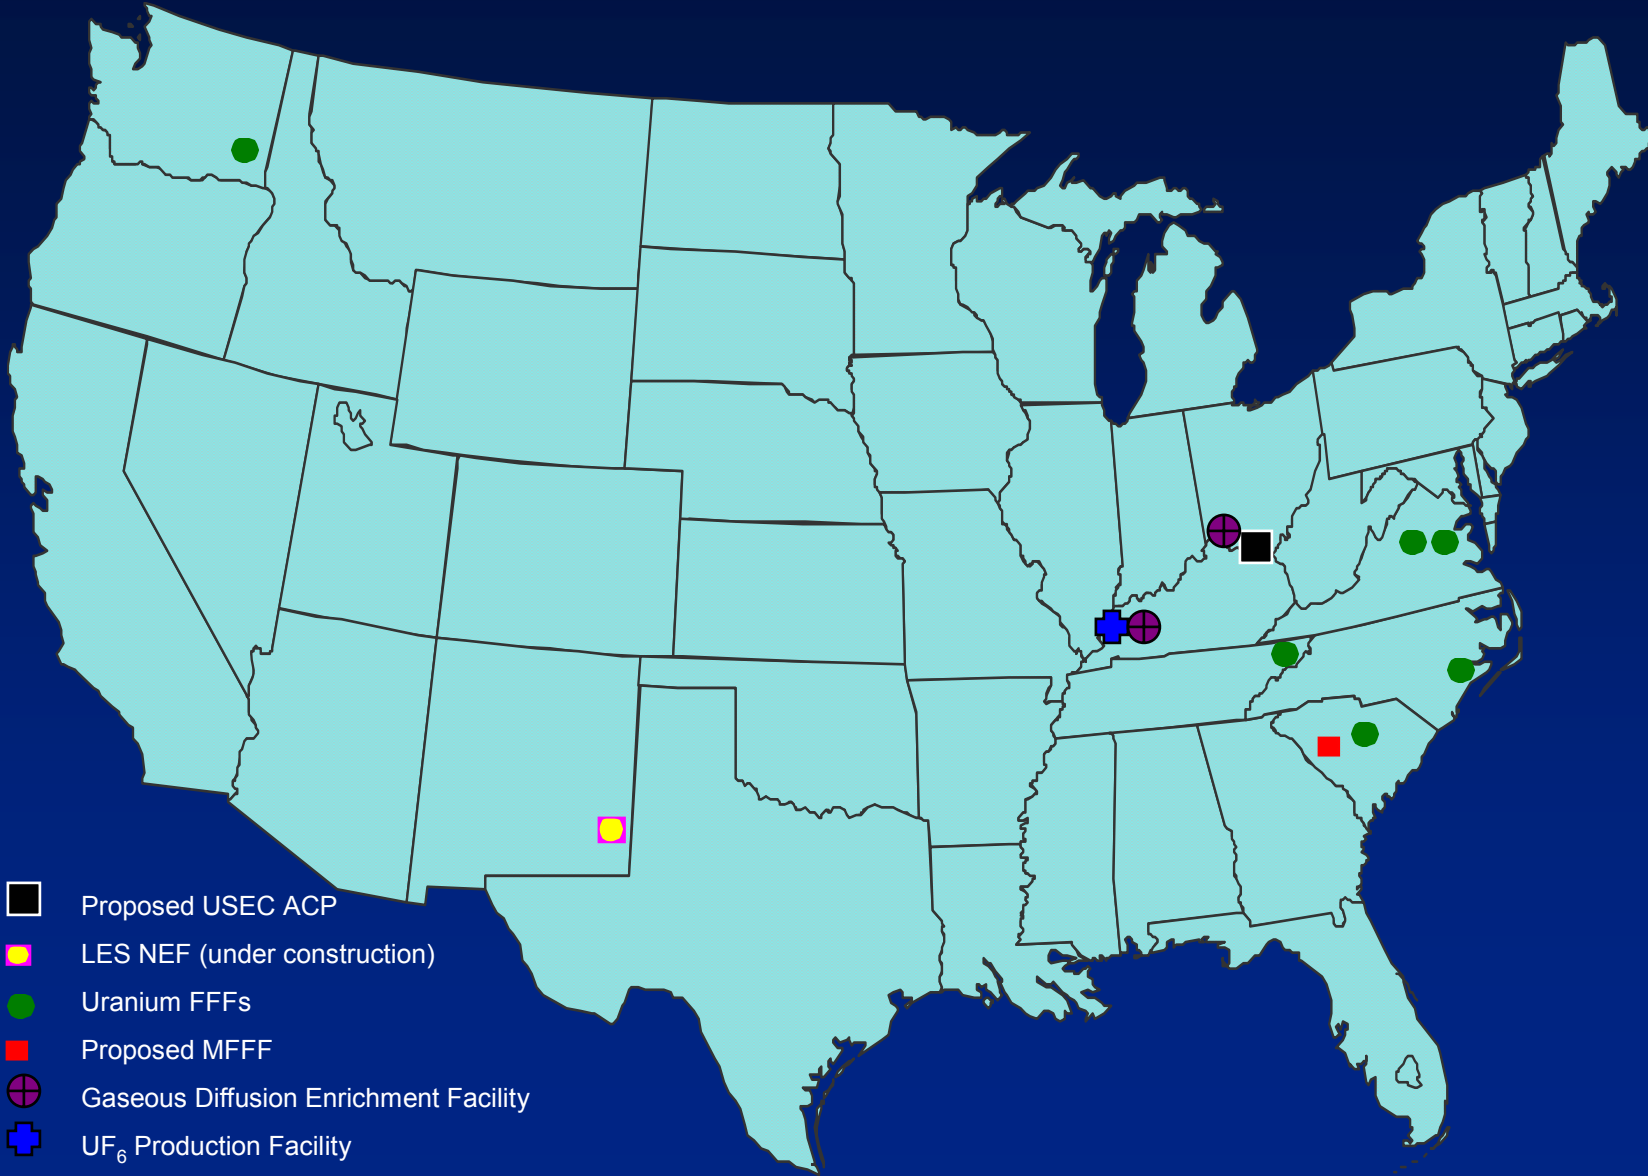 Proposed USEC ACP
LES NEF (under construction)
Uranium FFFs
Proposed MFFF
Gaseous Diffusion Enrichment Facility
UF6 Production Facility